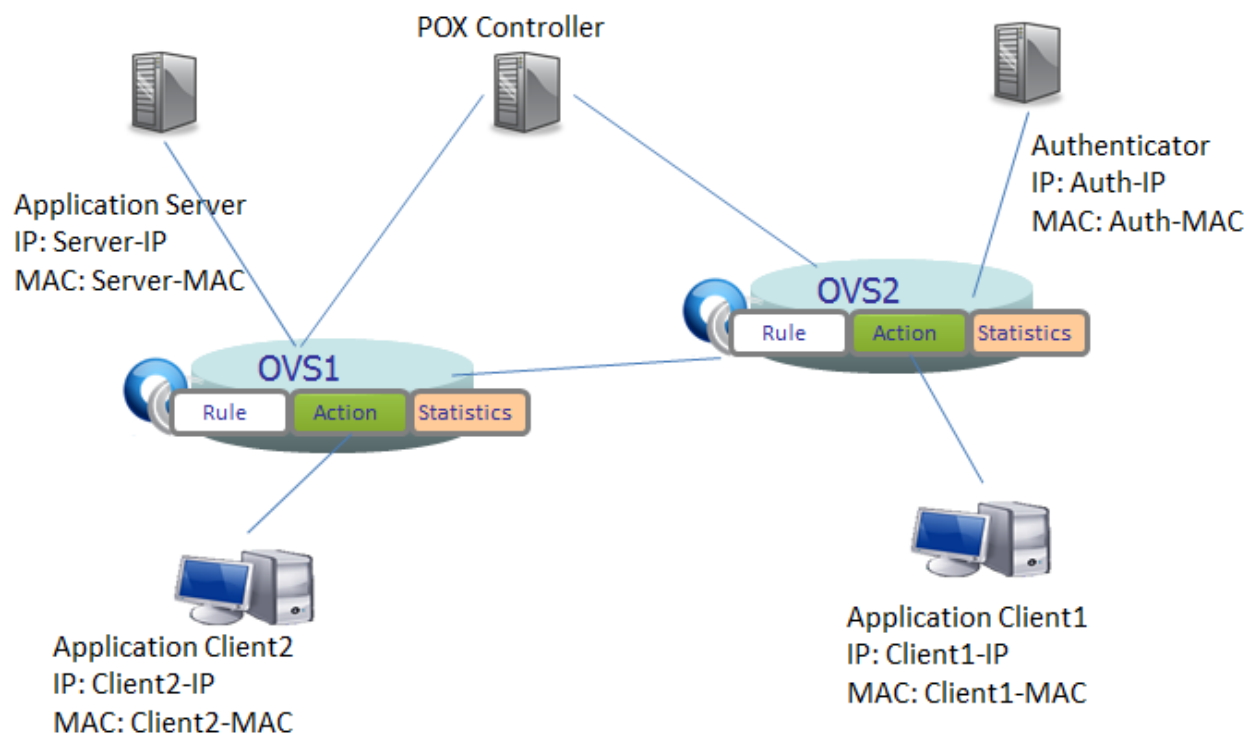 POX Controller
Application Server
IP: Server-IP
MAC: Server-MAC
Authenticator
IP: Auth-IP
MAC: Auth-MAC
OVS2
Rule
Action
Statistics
OVS1
Rule
Action
Statistics
Application Client2
IP: Client2-IP
MAC: Client2-MAC
Application Client1
IP: Client1-IP
MAC: Client1-MAC